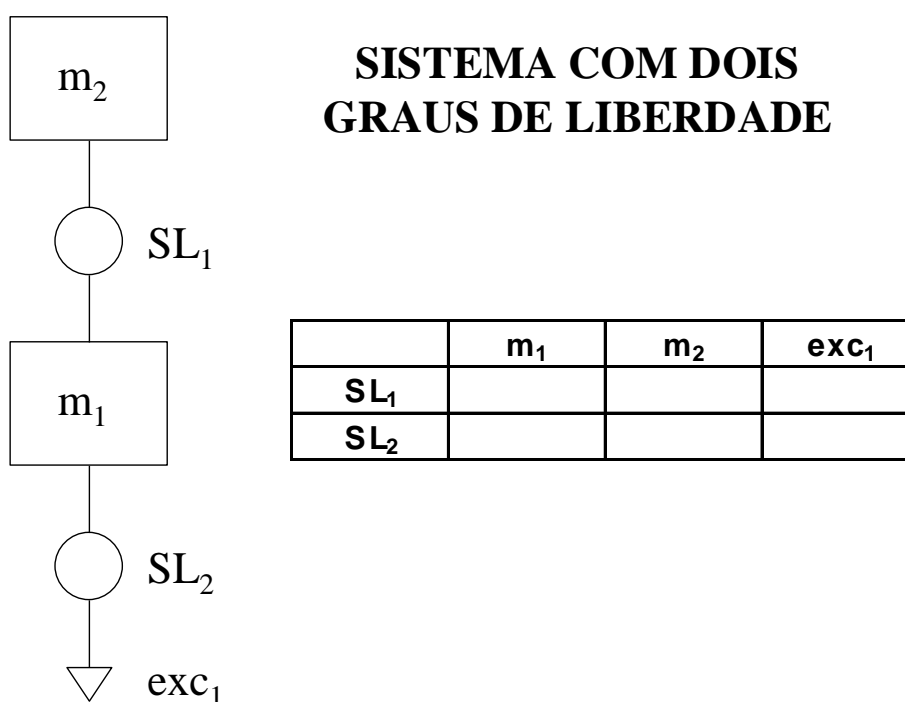 m₂
SISTEMA COM DOIS
GRAUS DE LIBERDADE
SL₁
m₁ m₂ exc₁
SL₁
SL₂
m₁
SL₂
exc₁